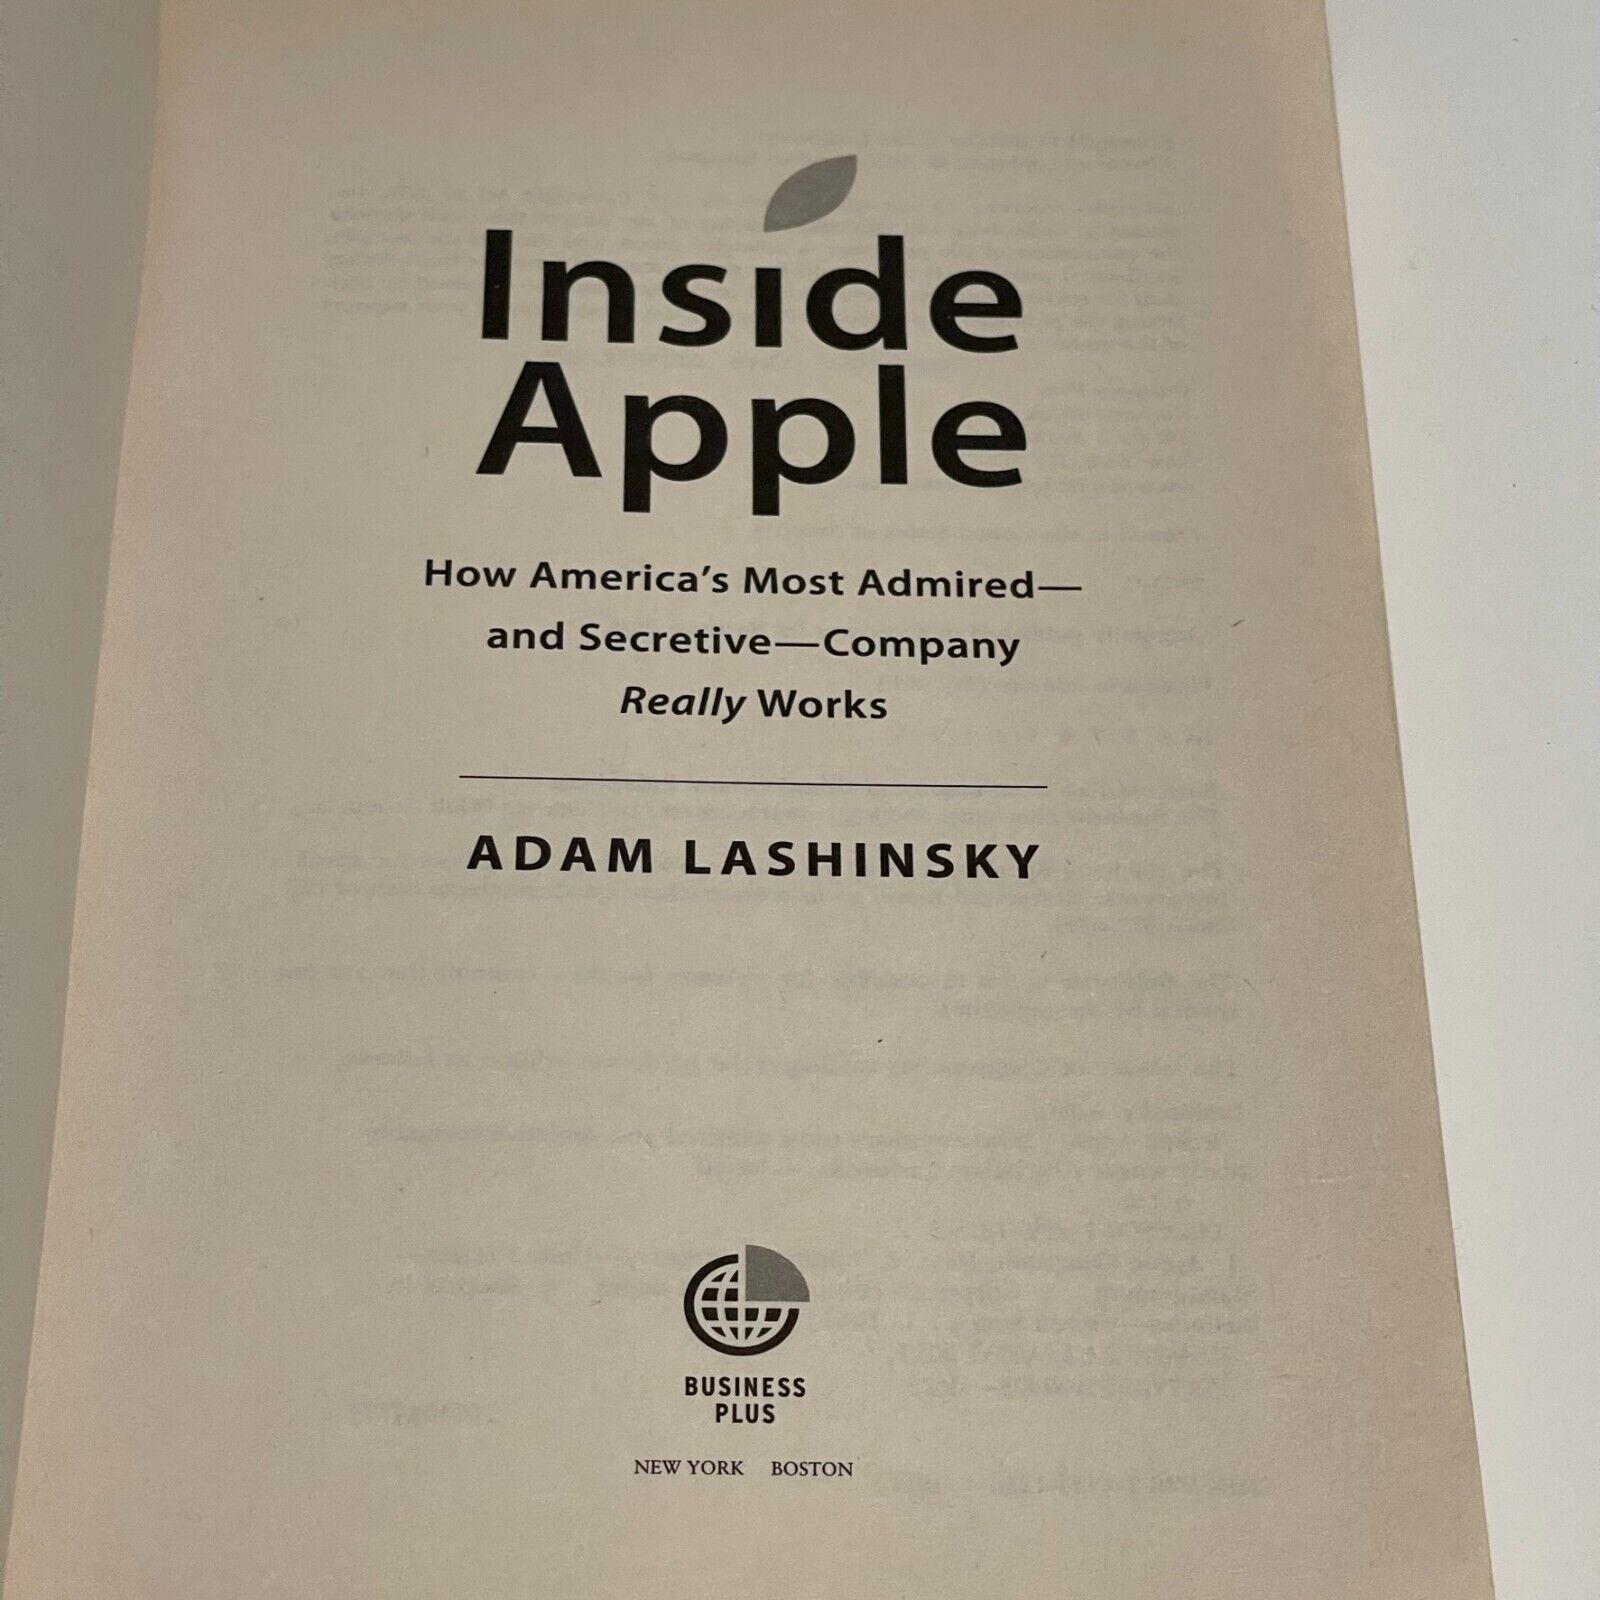 Inside
Apple
How America's Most Admired—
and Secretive—Company
Really Works
ADAM LASHINSKY
BUSINESS
PLUS
NEW YORK BOSTON